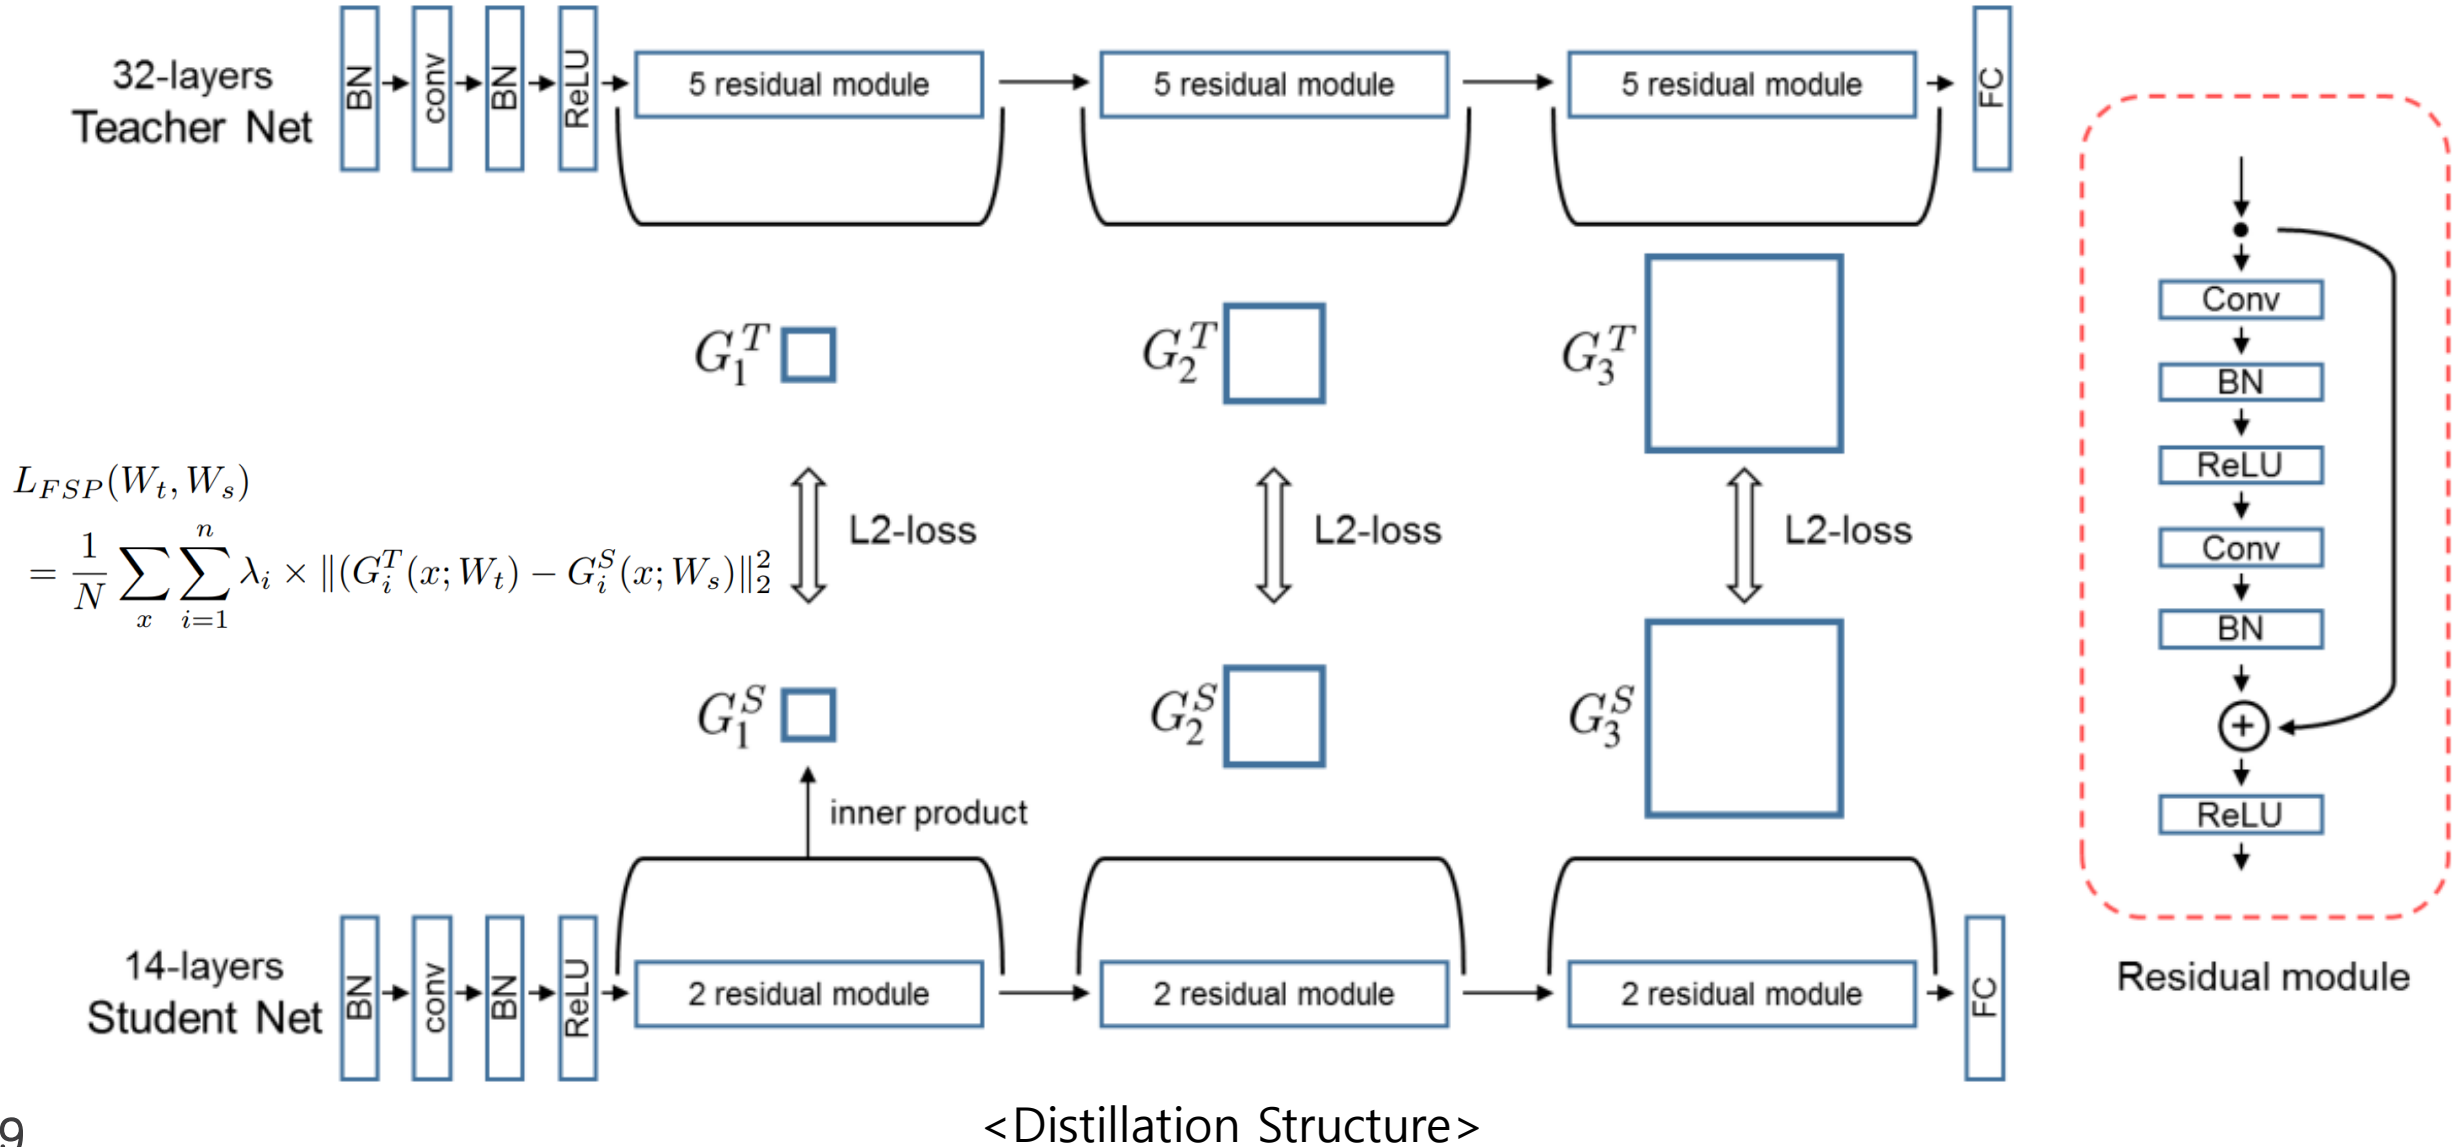 32-layers
Teacher Net
BN
conv
BN
ReLU
5 residual module
5 residual module
5 residual module
FC
G_1^T
G_2^T
G_3^T
L_{FSP}(W_t, W_s)
= \frac{1}{N} \sum_x \sum_{i=1}^{n} λ_i × ‖(G_i^T(x; W_t) − G_i^S(x; W_s)‖_2^2
L2-loss
L2-loss
L2-loss
G_1^S
G_2^S
G_3^S
inner product
14-layers
Student Net
BN
conv
BN
ReLU
2 residual module
2 residual module
2 residual module
FC
Conv
BN
ReLU
Conv
BN
+
ReLU
Residual module
<Distillation Structure>
9